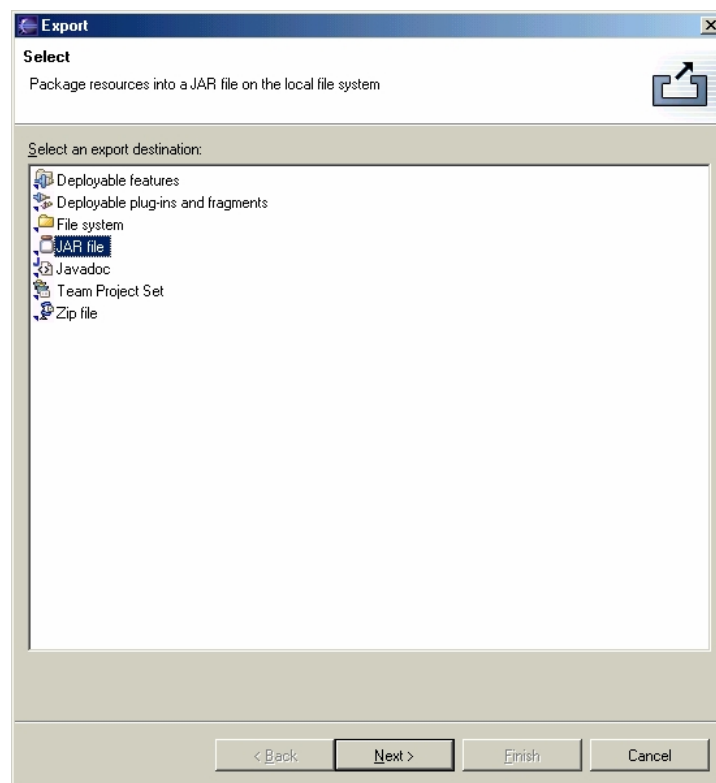 Export
Select
Package resources into a JAR file on the local file system
Select an export destination:
Deployable features
Deployable plug-ins and fragments
File system
JAR file
Javadoc
Team Project Set
Zip file
< Back Next > Finish Cancel